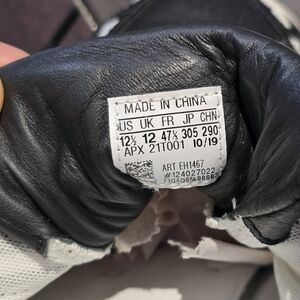 MADE IN CHINA
US UK FR JP CHN
12½ 12 47⅓ 305 290
APX 21T001 10/19
ART EH1467
#124027022